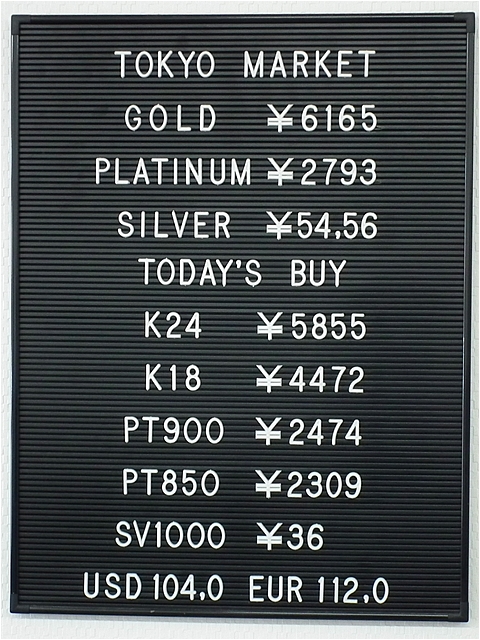 TOKYO MARKET
GOLD ¥6165
PLATINUM ¥2793
SILVER ¥54.56
TODAY'S BUY
K24 ¥5855
K18 ¥4472
PT900 ¥2474
PT850 ¥2309
SV1000 ¥36
USD 104.0 EUR 112.0